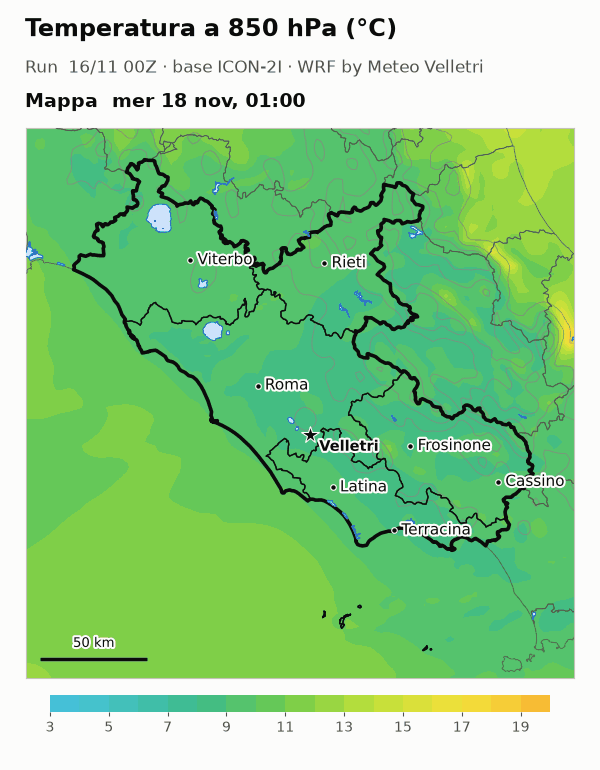 Temperatura a 850 hPa (°C)
Run  16/11 00Z · base ICON-2I · WRF by Meteo Velletri
Mappa  mer 18 nov, 01:00
Viterbo
Rieti
Roma
Velletri
Frosinone
Latina
Cassino
Terracina
50 km
3 5 7 9 11 13 15 17 19